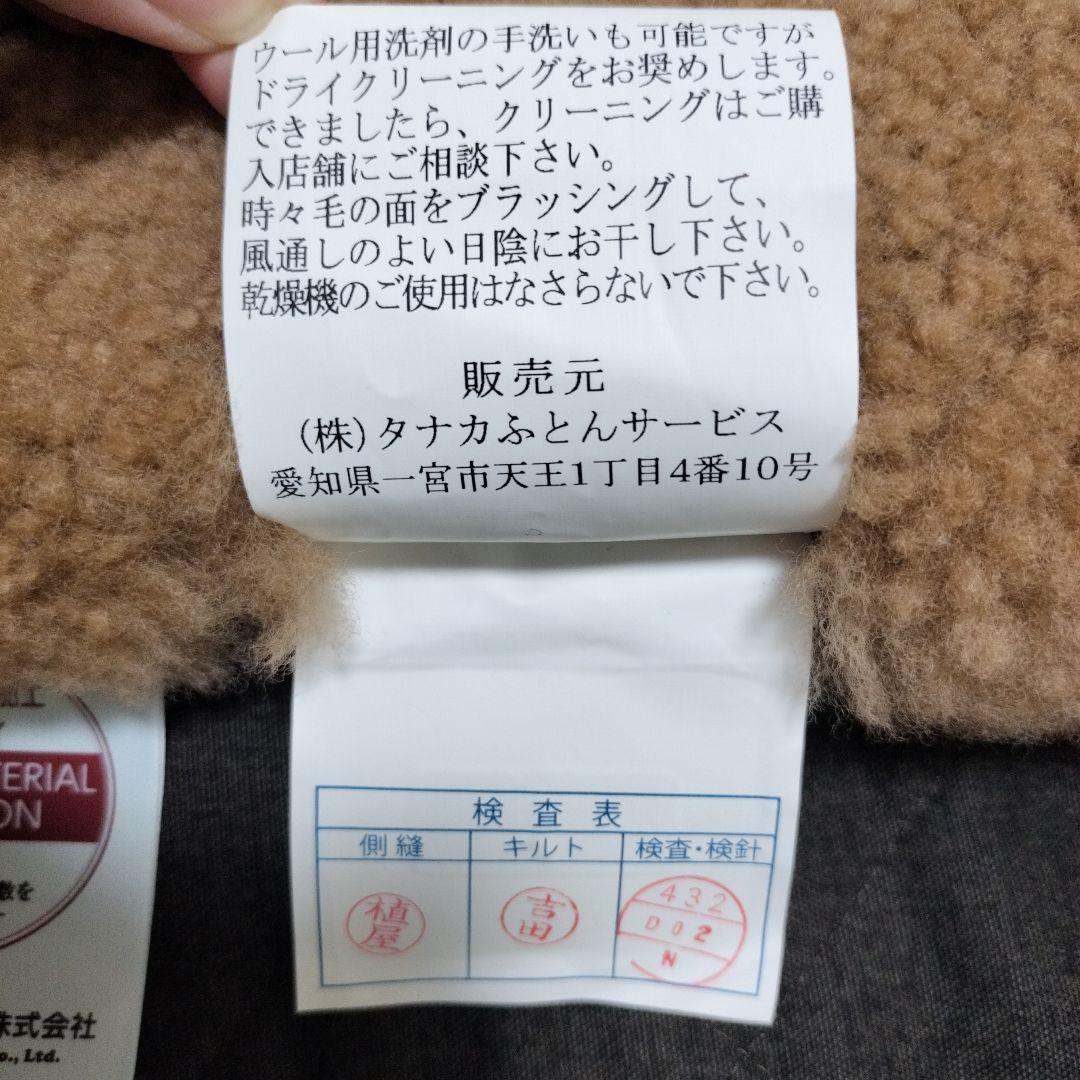 ウール用洗剤の手洗いも可能ですが
ドライクリーニングをお奨めします。
できましたら、クリーニングはご購
入店舗にご相談下さい。
時々毛の面をブラッシングして、
風通しのよい日陰にお干し下さい。
乾燥機のご使用はなさらないで下さい。
販売元
(株)タナカふとんサービス
愛知県一宮市天王1丁目4番10号
検査表
側縫 キルト 検査・検針
植屋 吉田 432
D02
N
TERIAL
ON
数を
株式会社
o., Ltd.